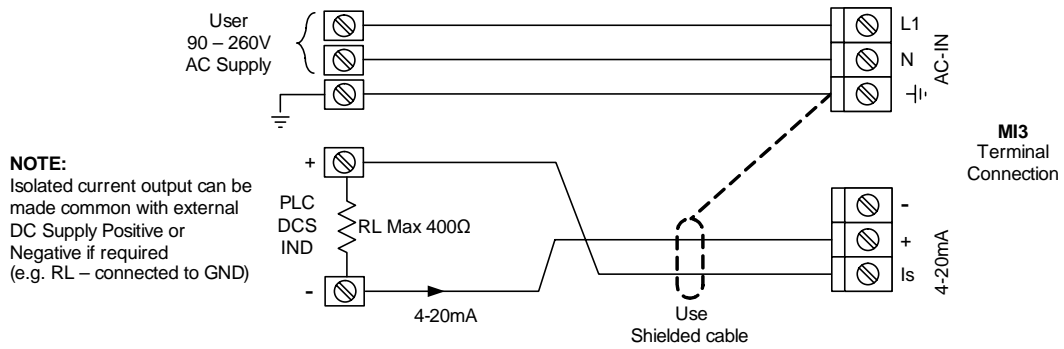 User
90 – 260V
AC Supply
L1
N
AC-IN
MI3
Terminal
Connection
NOTE:
Isolated current output can be
made common with external
DC Supply Positive or
Negative if required
(e.g. RL – connected to GND)
+
PLC
DCS
IND
RL Max 400Ω
-
4-20mA
Use
Shielded cable
-
+
Is
4-20mA